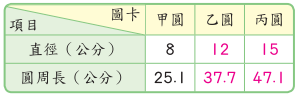 圖卡 甲圓 乙圓 丙圓
項目
直徑（公分） 8 12 15
圓周長（公分） 25.1 37.7 47.1